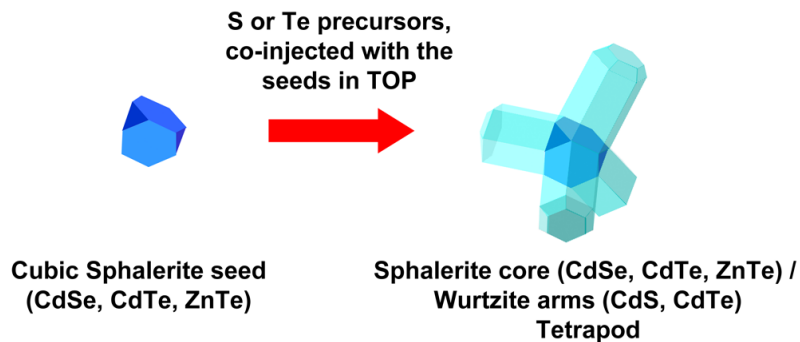 S or Te precursors,
co-injected with the
seeds in TOP
Cubic Sphalerite seed
(CdSe, CdTe, ZnTe)
Sphalerite core (CdSe, CdTe, ZnTe) /
Wurtzite arms (CdS, CdTe)
Tetrapod